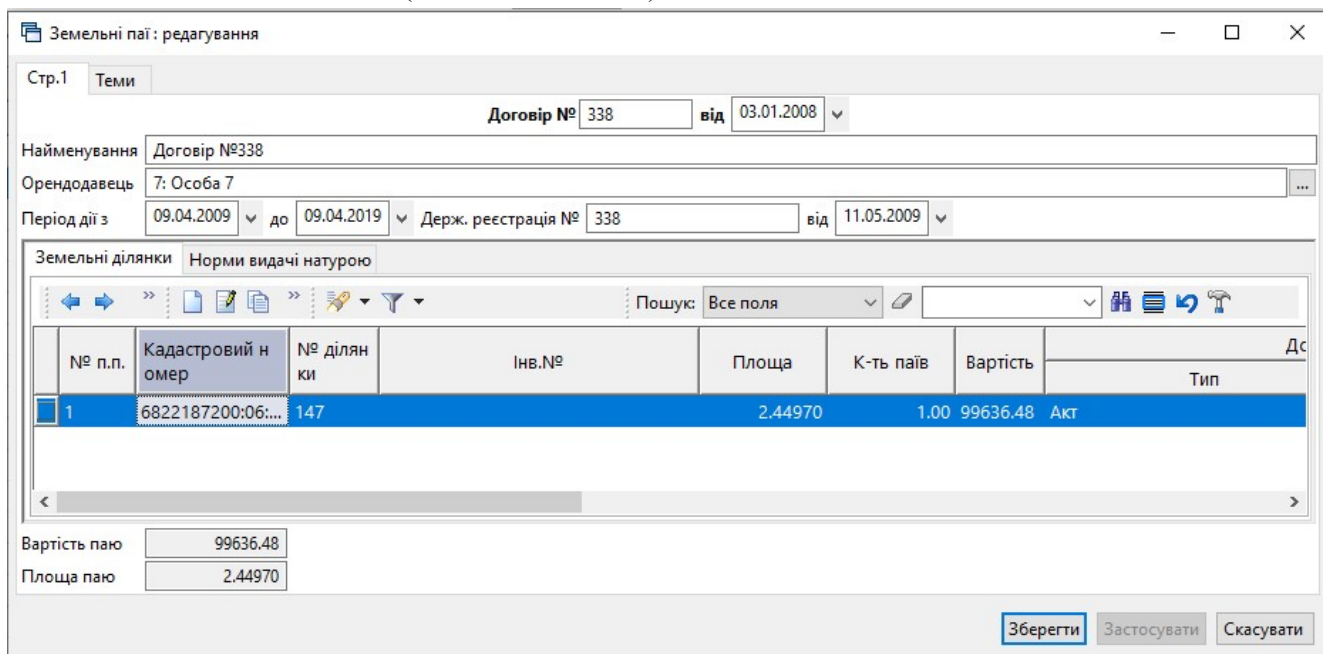 Земельні паї : редагування
Стр.1 Теми
Договір № 338 від 03.01.2008
Найменування Договір №338
Орендодавець 7: Особа 7 ...
Період дії з 09.04.2009 до 09.04.2019 Держ. реєстрація № 338 від 11.05.2009
Земельні ділянки Норми видачі натурою
Пошук: Все поля
№ п.п. Кадастровий н
омер № ділян
ки Інв.№ Площа К-ть паїв Вартість До
Тип
1 6822187200:06:... 147 2.44970 1.00 99636.48 Акт
Вартість паю 99636.48
Площа паю 2.44970
Зберегти Застосувати Скасувати